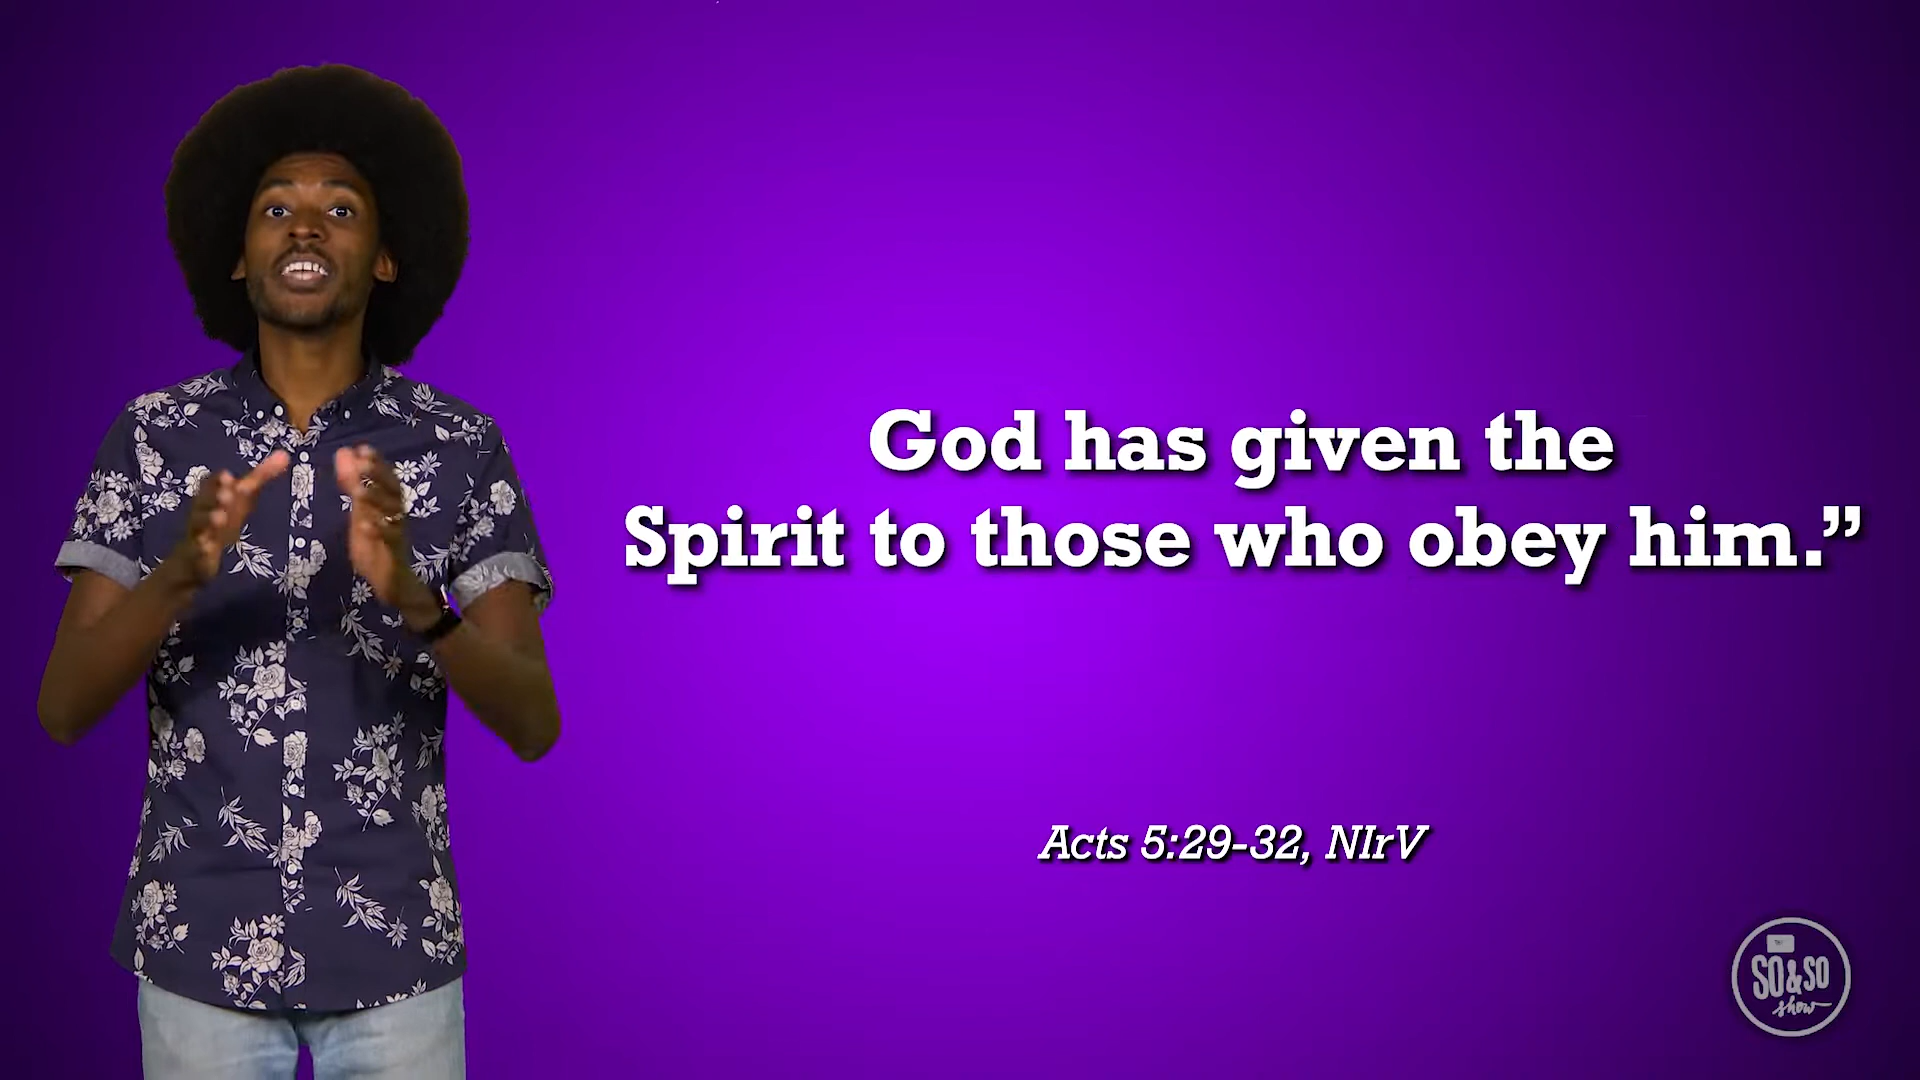 God has given the
Spirit to those who obey him.”
Acts 5:29-32, NIrV
SO & SO
show